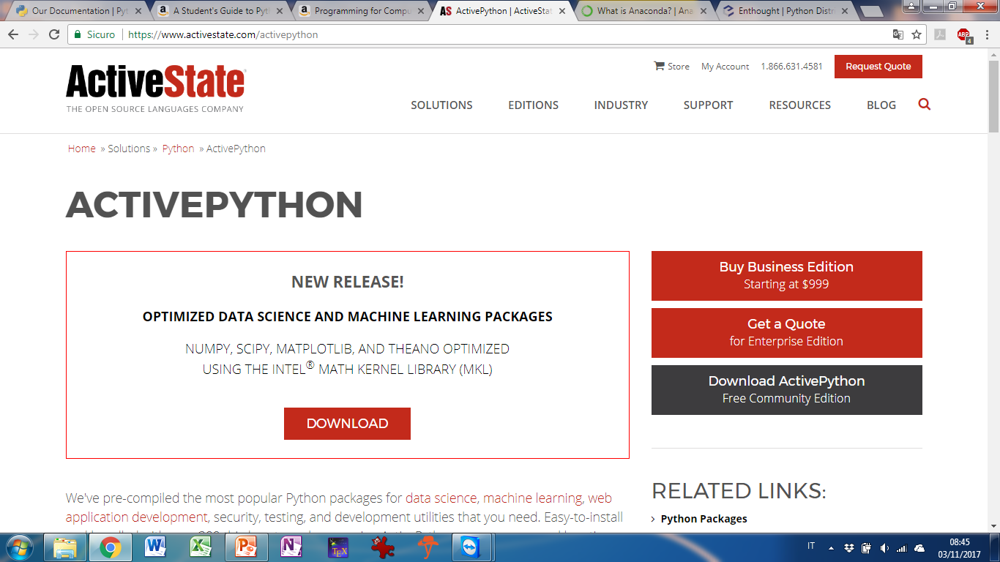 Our Documentation | Pyt
A Student's Guide to Pyth
Programming for Compu
ActivePython | ActiveStat
What is Anaconda? | Ana
Enthought | Python Distri
Sicuro
https://www.activestate.com/activepython
ABP
4
ActiveState®
THE OPEN SOURCE LANGUAGES COMPANY
Store
My Account
1.866.631.4581
Request Quote
SOLUTIONS
EDITIONS
INDUSTRY
SUPPORT
RESOURCES
BLOG
Home » Solutions » Python » ActivePython
ACTIVEPYTHON
NEW RELEASE!
OPTIMIZED DATA SCIENCE AND MACHINE LEARNING PACKAGES
NUMPY, SCIPY, MATPLOTLIB, AND THEANO OPTIMIZED
USING THE INTEL® MATH KERNEL LIBRARY (MKL)
DOWNLOAD
Buy Business Edition
Starting at $999
Get a Quote
for Enterprise Edition
Download ActivePython
Free Community Edition
RELATED LINKS:
Python Packages
We've pre-compiled the most popular Python packages for data science, machine learning, web
application development, security, testing, and development utilities that you need. Easy-to-install
IT
08:45
03/11/2017